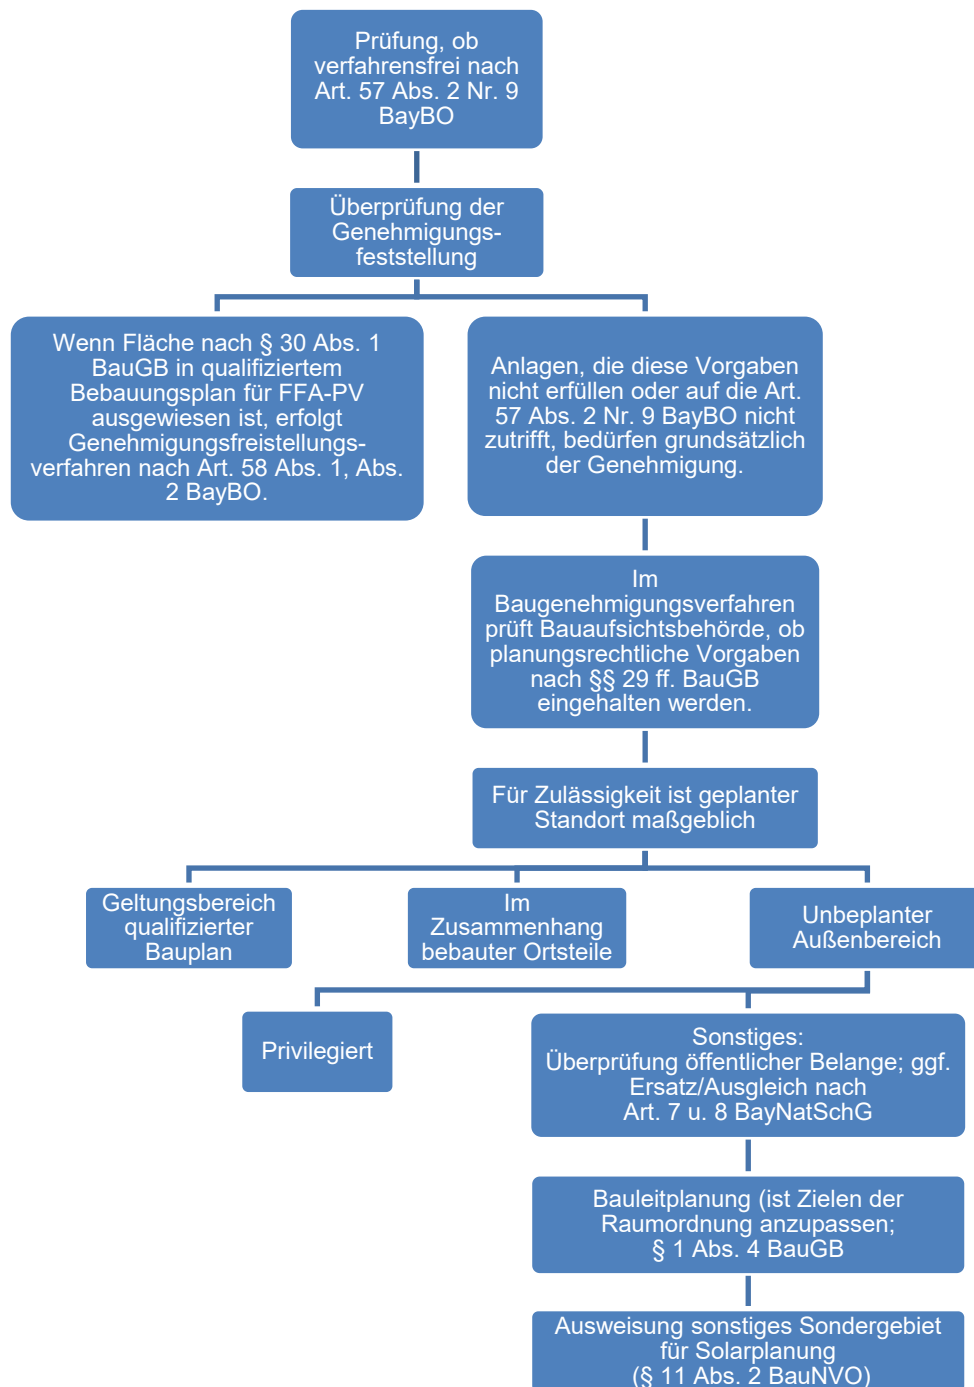 Prüfung, ob
verfahrensfrei nach
Art. 57 Abs. 2 Nr. 9
BayBO
Überprüfung der
Genehmigungs-
feststellung
Wenn Fläche nach § 30 Abs. 1
BauGB in qualifiziertem
Bebauungsplan für FFA-PV
ausgewiesen ist, erfolgt
Genehmigungsfreistellungs-
verfahren nach Art. 58 Abs. 1, Abs.
2 BayBO.
Anlagen, die diese Vorgaben
nicht erfüllen oder auf die Art.
57 Abs. 2 Nr. 9 BayBO nicht
zutrifft, bedürfen grundsätzlich
der Genehmigung.
Im
Baugenehmigungsverfahren
prüft Bauaufsichtsbehörde, ob
planungsrechtliche Vorgaben
nach §§ 29 ff. BauGB
eingehalten werden.
Für Zulässigkeit ist geplanter
Standort maßgeblich
Geltungsbereich
qualifizierter
Bauplan
Im
Zusammenhang
bebauter Ortsteile
Unbeplanter
Außenbereich
Privilegiert
Sonstiges:
Überprüfung öffentlicher Belange; ggf.
Ersatz/Ausgleich nach
Art. 7 u. 8 BayNatSchG
Bauleitplanung (ist Zielen der
Raumordnung anzupassen;
§ 1 Abs. 4 BauGB
Ausweisung sonstiges Sondergebiet
für Solarplanung
(§ 11 Abs. 2 BauNVO)